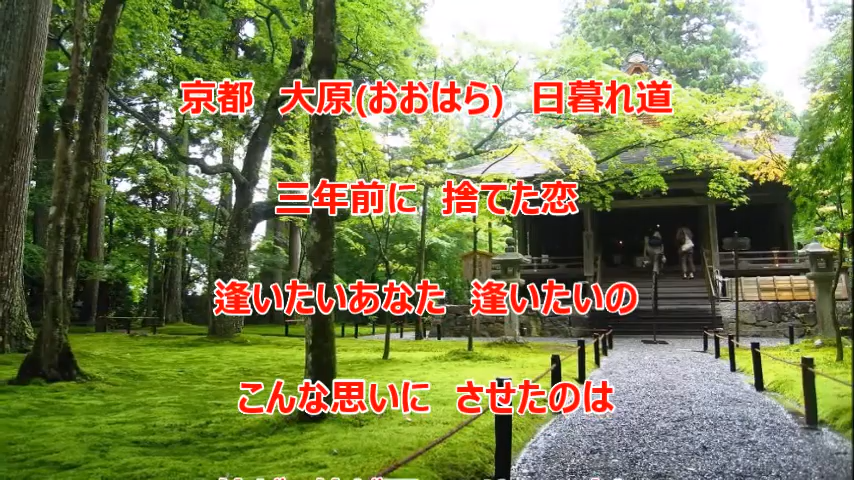 京都　大原(おおはら)　日暮れ道
三年前に　捨てた恋
逢いたいあなた　逢いたいの
こんな思いに　させたのは